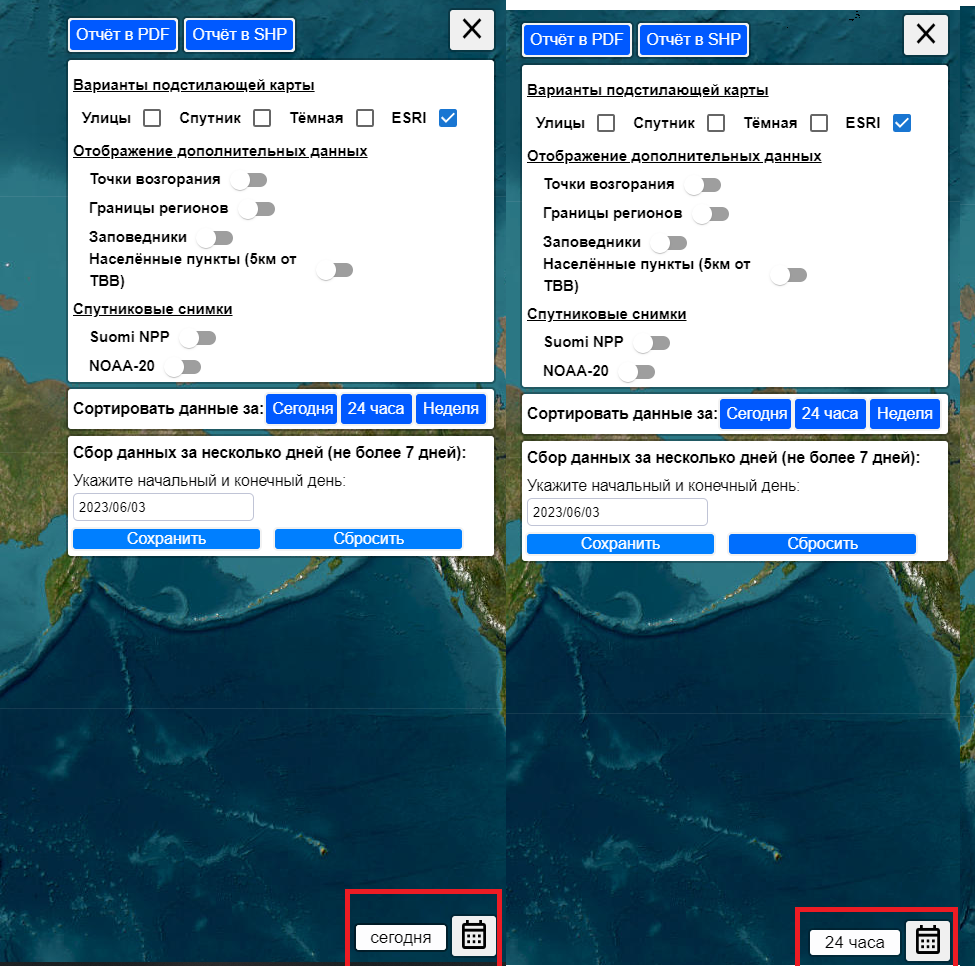 Отчёт в PDF Отчёт в SHP
Варианты подстилающей карты
Улицы Спутник Тёмная ESRI
Отображение дополнительных данных
Точки возгорания
Границы регионов
Заповедники
Населённые пункты (5км от
ТВВ)
Спутниковые снимки
Suomi NPP
NOAA-20
Сортировать данные за: Сегодня 24 часа Неделя
Сбор данных за несколько дней (не более 7 дней):
Укажите начальный и конечный день:
2023/06/03
Сохранить Сбросить
сегодня
Отчёт в PDF Отчёт в SHP
Варианты подстилающей карты
Улицы Спутник Тёмная ESRI
Отображение дополнительных данных
Точки возгорания
Границы регионов
Заповедники
Населённые пункты (5км от
ТВВ)
Спутниковые снимки
Suomi NPP
NOAA-20
Сортировать данные за: Сегодня 24 часа Неделя
Сбор данных за несколько дней (не более 7 дней):
Укажите начальный и конечный день:
2023/06/03
Сохранить Сбросить
24 часа